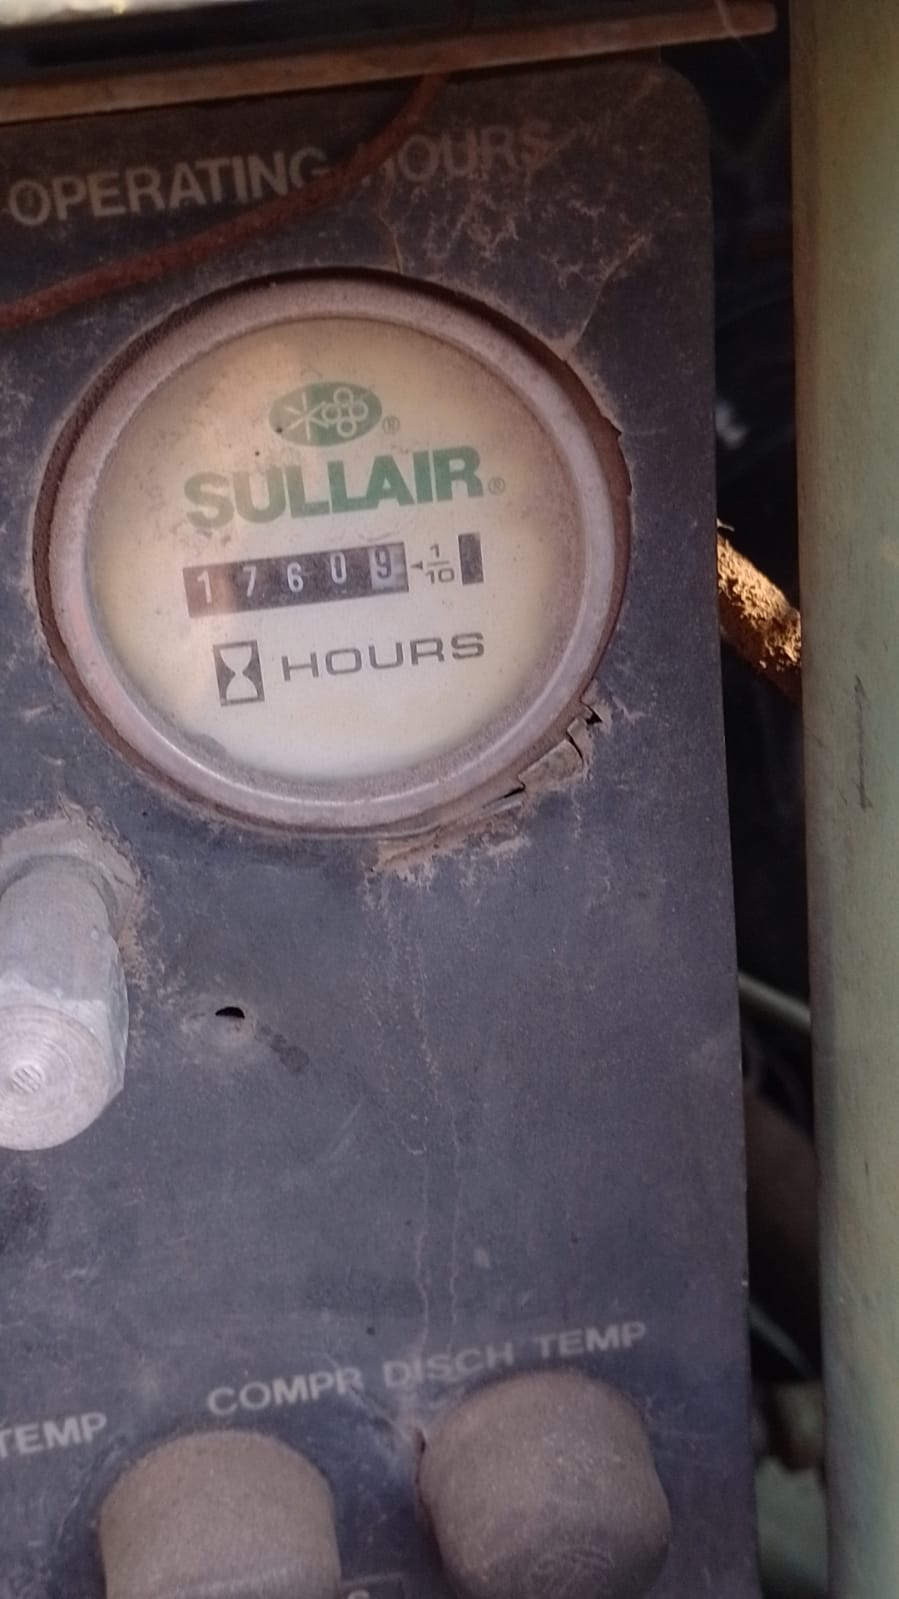 OPERATING HOURS
®
SULLAIR®
17609 1/10
HOURS
COMPR DISCH TEMP
TEMP